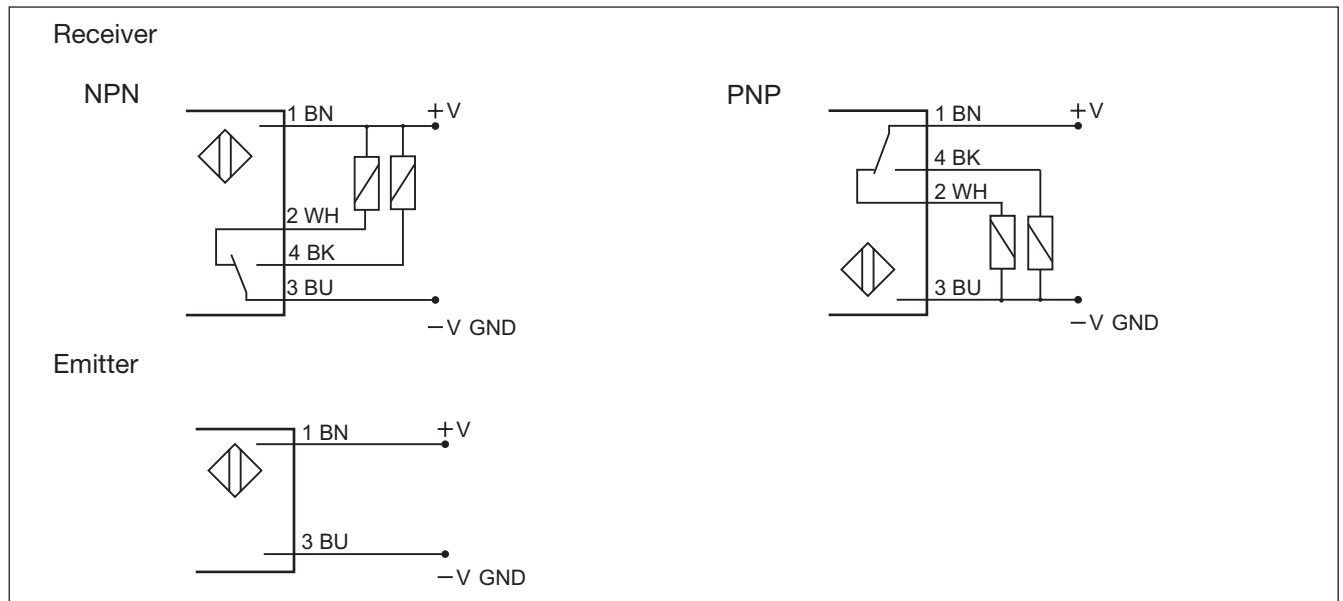 Receiver
NPN
1 BN
+V
2 WH
4 BK
3 BU
−V GND
PNP
1 BN
+V
4 BK
2 WH
3 BU
−V GND
Emitter
1 BN
+V
3 BU
−V GND